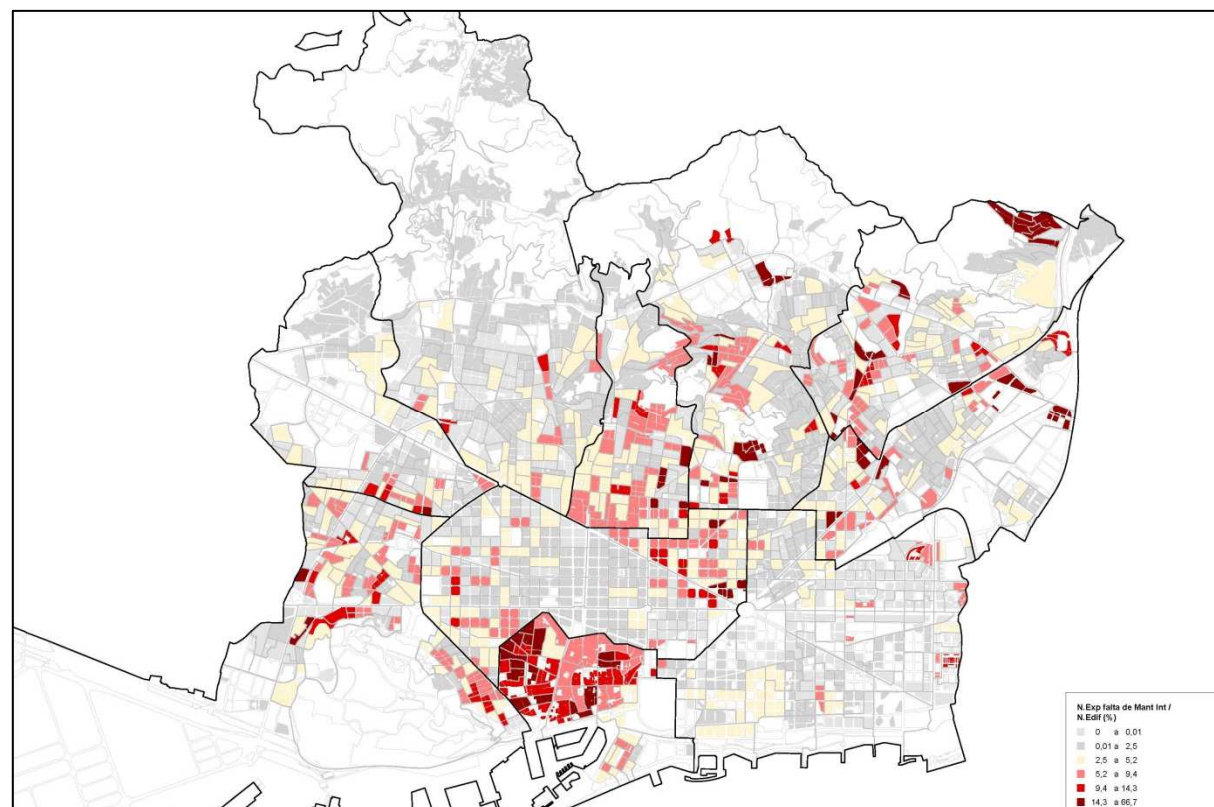 N.Exp falta de Mant Int /
N.Edif (%)
0 a 0,01
0,01 a 2,5
2,5 a 5,2
5,2 a 9,4
9,4 a 14,3
14,3 a 66,7